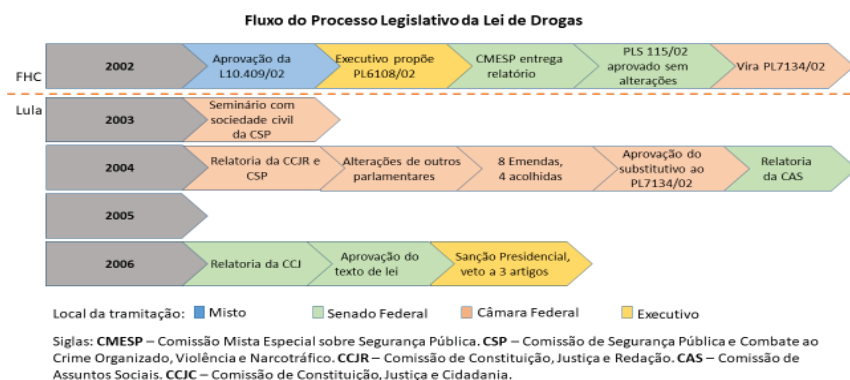 Fluxo do Processo Legislativo da Lei de Drogas
FHC
2002
Aprovação da
L10.409/02
Executivo propõe
PL6108/02
CMESP entrega
relatório
PLS 115/02
aprovado sem
alterações
Vira PL7134/02
Lula
2003
Seminário com
sociedade civil
da CSP
2004
Relatoria da CCJR e
CSP
Alterações de outros
parlamentares
8 Emendas,
4 acolhidas
Aprovação do
substitutivo ao
PL7134/02
Relatoria
da CAS
2005
2006
Relatoria da CCJ
Aprovação do
texto de lei
Sanção Presidencial,
veto a 3 artigos
Local da tramitação: Misto Senado Federal Câmara Federal Executivo
Siglas: CMESP – Comissão Mista Especial sobre Segurança Pública. CSP – Comissão de Segurança Pública e Combate ao
Crime Organizado, Violência e Narcotráfico. CCJR – Comissão de Constituição, Justiça e Redação. CAS – Comissão de
Assuntos Sociais. CCJC – Comissão de Constituição, Justiça e Cidadania.